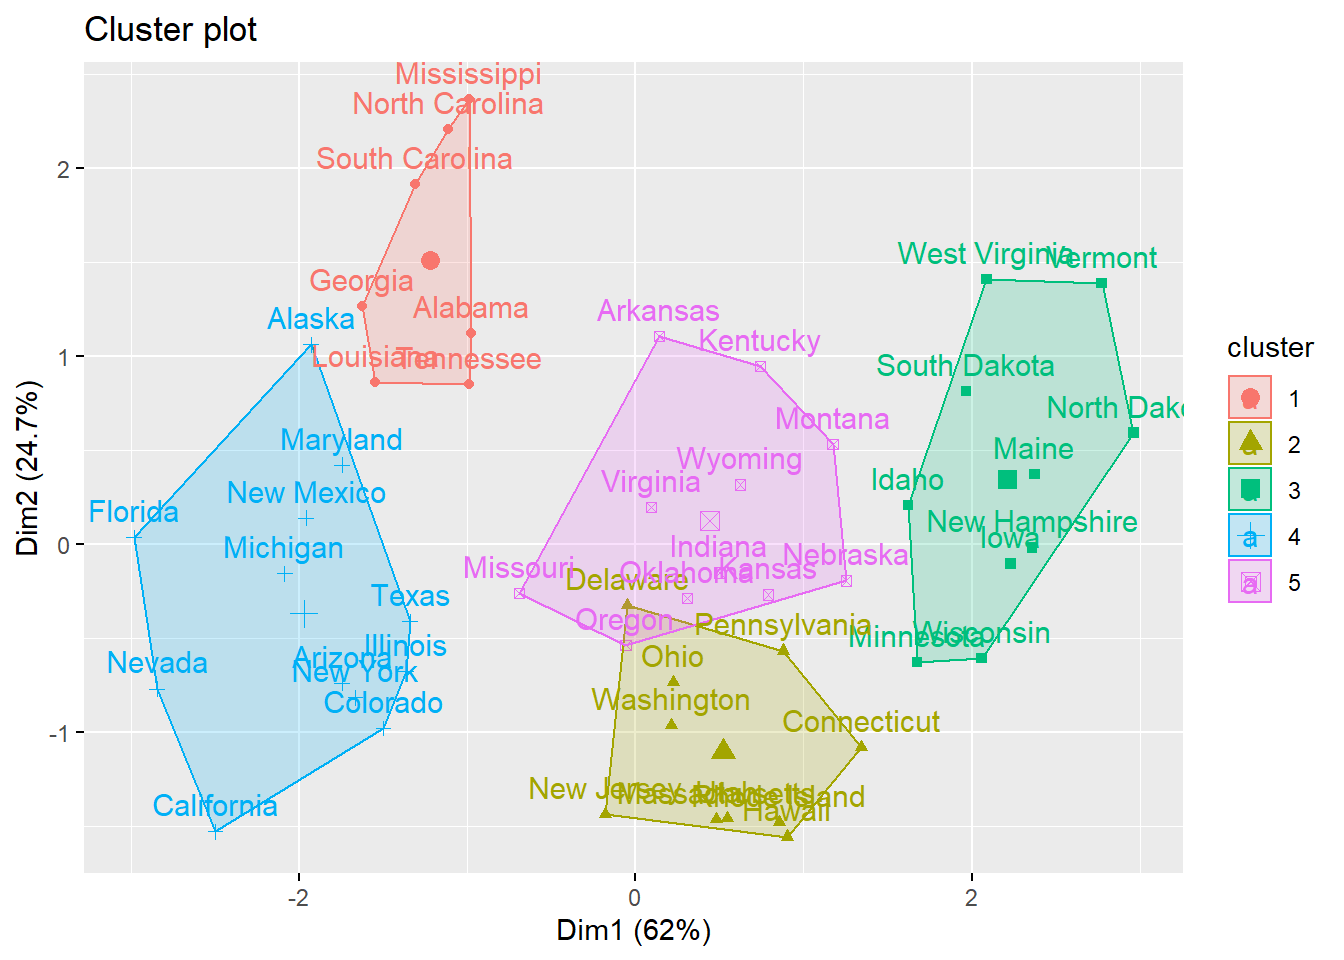 Cluster plot
Mississippi
North Carolina
South Carolina
Georgia
Alabama
Alaska
Louisiana
Tennessee
West Virginia
Vermont
Arkansas
Kentucky
South Dakota
North Dako
Montana
Maryland
Wyoming
Maine
Virginia
Idaho
New Mexico
Florida
New Hampshire
Iowa
Michigan
Indiana
Nebraska
Missouri
Oklahoma
Kansas
Delaware
Texas
Oregon
Pennsylvania
Minnesota
Wisconsin
Illinois
Arizona
Nevada
Ohio
New York
Colorado
Washington
Connecticut
New Jersey
Massachusetts
Utah
Rhode Island
Hawaii
California
2
1
0
-1
-2
0
2
Dim1 (62%)
Dim2 (24.7%)
cluster
a 1
a 2
a 3
a 4
a 5